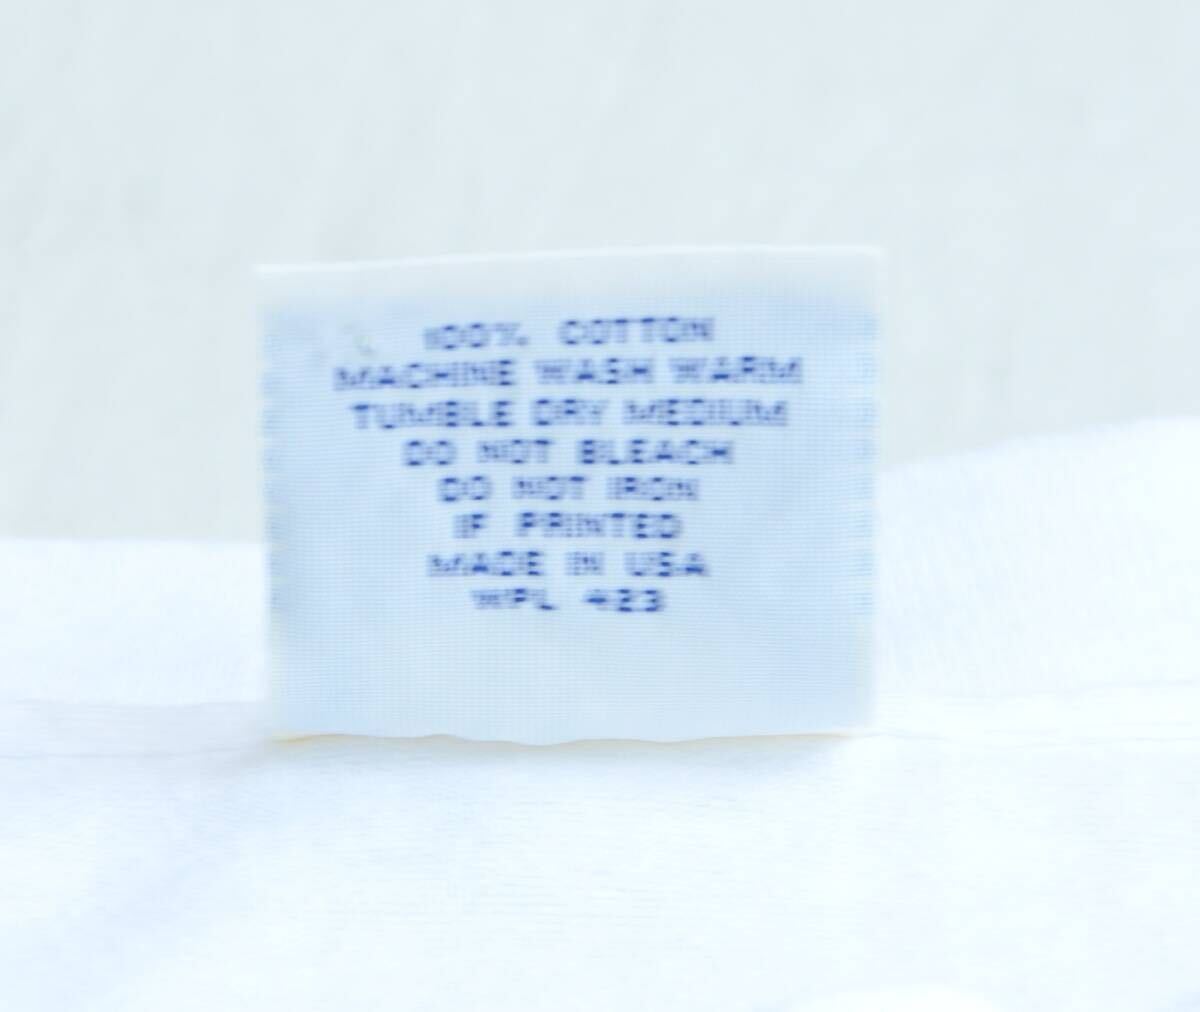 100% COTTON
MACHINE WASH WARM
TUMBLE DRY MEDIUM
DO NOT BLEACH
DO NOT IRON
IF PRINTED
MADE IN USA
WPL 423